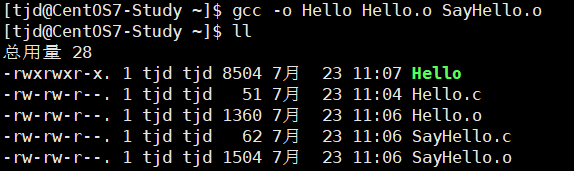 [tjd@CentOS7-Study ~]$ gcc -o Hello Hello.o SayHello.o
[tjd@CentOS7-Study ~]$ ll
总用量 28
-rwxrwxr-x. 1 tjd tjd 8504 7月  23 11:07 Hello
-rw-rw-r--. 1 tjd tjd   51 7月  23 11:04 Hello.c
-rw-rw-r--. 1 tjd tjd 1360 7月  23 11:06 Hello.o
-rw-rw-r--. 1 tjd tjd   62 7月  23 11:06 SayHello.c
-rw-rw-r--. 1 tjd tjd 1504 7月  23 11:06 SayHello.o